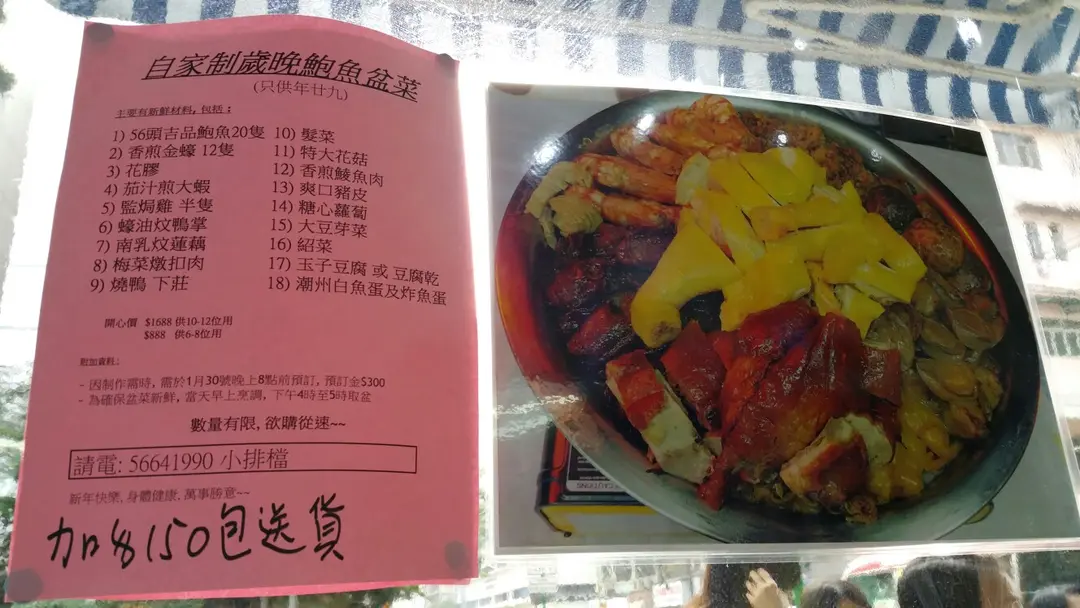 自家制歲晚鮑魚盆菜
(只供年廿九)
主要有新鮮材料, 包括 ;
1) 56頭吉品鮑魚20隻
2) 香煎金蠔 12隻
3) 花膠
4) 茄汁煎大蝦
5) 監焗雞 半隻
6) 蠔油炆鴨掌
7) 南乳炆蓮藕
8) 梅菜燉扣肉
9) 燒鴨 下莊
10) 髮菜
11) 特大花菇
12) 香煎鯪魚肉
13) 爽口豬皮
14) 糖心蘿蔔
15) 大豆芽菜
16) 紹菜
17) 玉子豆腐 或 豆腐乾
18) 潮州白魚蛋及炸魚蛋
開心價 $1688 供10-12位用
$888 供6-8位用
附加資料 ;
- 因制作需時, 需於1月30號晚上8點前預訂, 預訂金$300
- 為確保盆菜新鮮, 當天早上烹調, 下午4時至5時取盆
數量有限, 欲購從速~~
請電: 56641990 小排檔
新年快樂, 身體健康, 萬事勝意~~
加$150包送貨
CAUTION